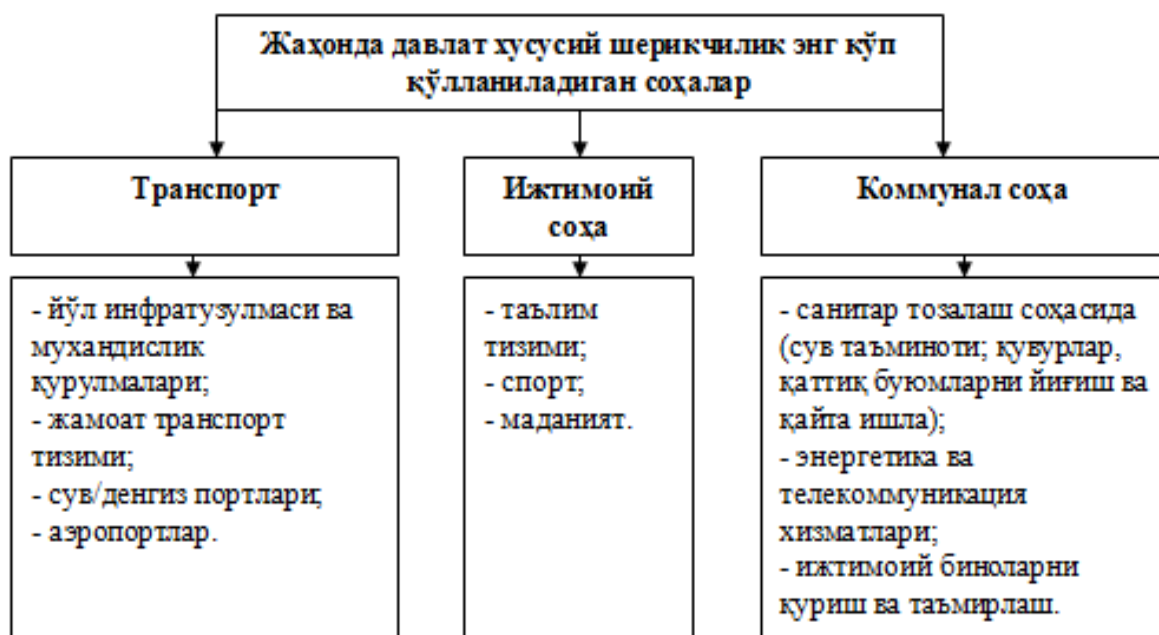 Жаҳонда давлат хусусий шерикчилик энг кўп
қўлланиладиган соҳалар
Транспорт
- йўл инфратузулмаси ва
мухандислик
қурулмалари;
- жамоат транспорт
тизими;
- сув/денгиз портлари;
- аэропортлар.
Ижтимоий
соҳа
- таълим
тизими;
- спорт;
- маданият.
Коммунал соҳа
- санитар тозалаш соҳасида
(сув таъминоти; қувурлар,
қаттиқ буюмларни йиғиш ва
қайта ишла);
- энергетика ва
телекоммуникация
хизматлари;
- ижтимоий биноларни
қуриш ва таъмирлаш.